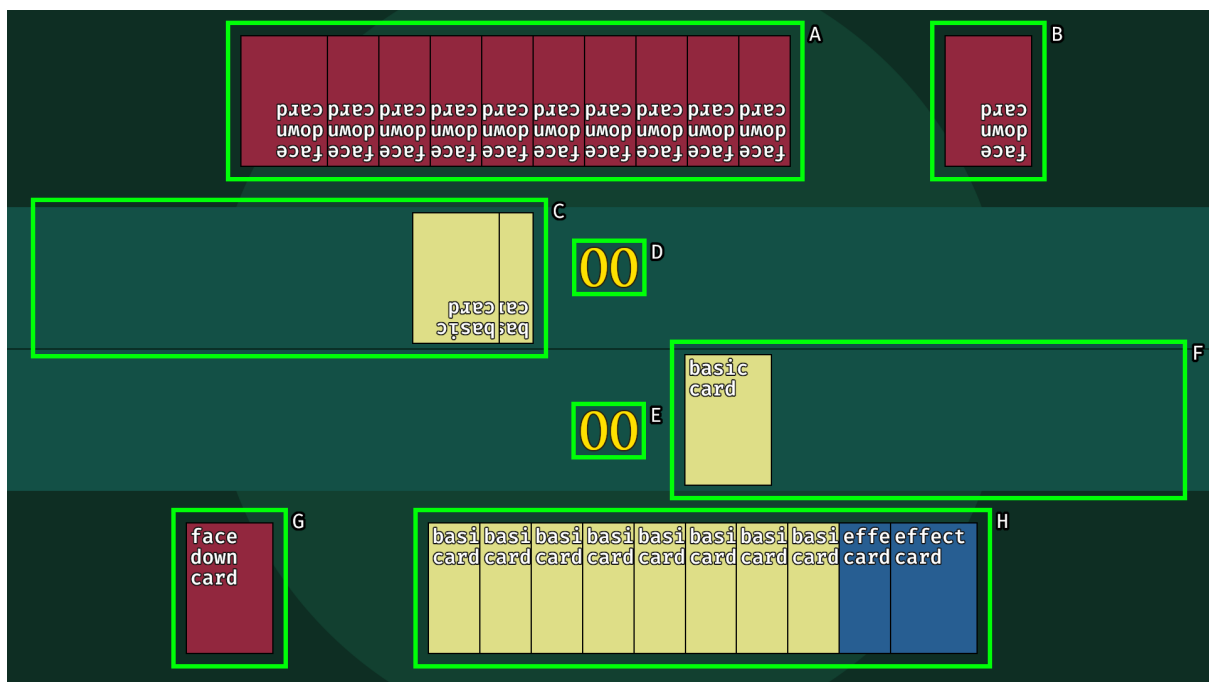 A
B
face face face face face face face face face face
down down down down down down down down down down
card card card card card card card card card card
face
down
card
C
bas basic
car card
D
00
E
00
F
basic
card
G
face
down
card
H
basi basi basi basi basi basi basi basi effe effect
card card card card card card card card card card